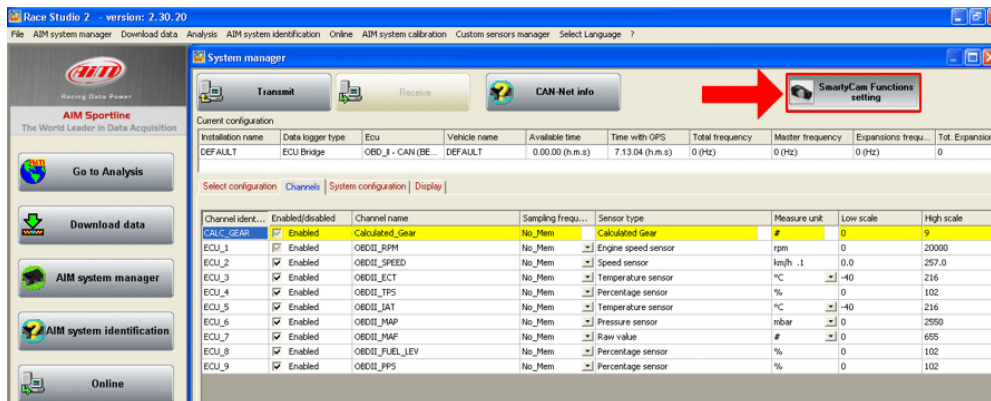 Race Studio 2 - version: 2.30.20
File AIM system manager Download data Analysis AIM system identification Online AIM system calibration Custom sensors manager Select Language ?
AiM
Racing Data Power
AIM Sportline
The World Leader in Data Acquisition
Go to Analysis
Download data
AIM system manager
AIM system identification
Online
System manager
Transmit Receive CAN-Net info SmartyCam Functions
setting
Current configuration
Installation name Data logger type Ecu Vehicle name Available time Time with GPS Total frequency Master frequency Expansions frequ... Tot. Expansion
DEFAULT ECU Bridge OBD_II - CAN (BE... DEFAULT 0.00.00 (h.m.s) 7.13.04 (h.m.s) 0 (Hz) 0 (Hz) 0 (Hz) 0
Select configuration Channels System configuration Display
Channel ident... Enabled/disabled Channel name Sampling frequ... Sensor type Measure unit Low scale High scale
CALC_GEAR Enabled Calculated_Gear No_Mem Calculated Gear # 0 9
ECU_1 Enabled OBDII_RPM No_Mem Engine speed sensor rpm 0 20000
ECU_2 Enabled OBDII_SPEED No_Mem Speed sensor km/h .1 0.0 257.0
ECU_3 Enabled OBDII_ECT No_Mem Temperature sensor °C -40 216
ECU_4 Enabled OBDII_TPS No_Mem Percentage sensor % 0 102
ECU_5 Enabled OBDII_IAT No_Mem Temperature sensor °C -40 216
ECU_6 Enabled OBDII_MAP No_Mem Pressure sensor mbar 0 2550
ECU_7 Enabled OBDII_MAF No_Mem Raw value # 0 655
ECU_8 Enabled OBDII_FUEL_LEV No_Mem Percentage sensor % 0 102
ECU_9 Enabled OBDII_PPS No_Mem Percentage sensor % 0 102